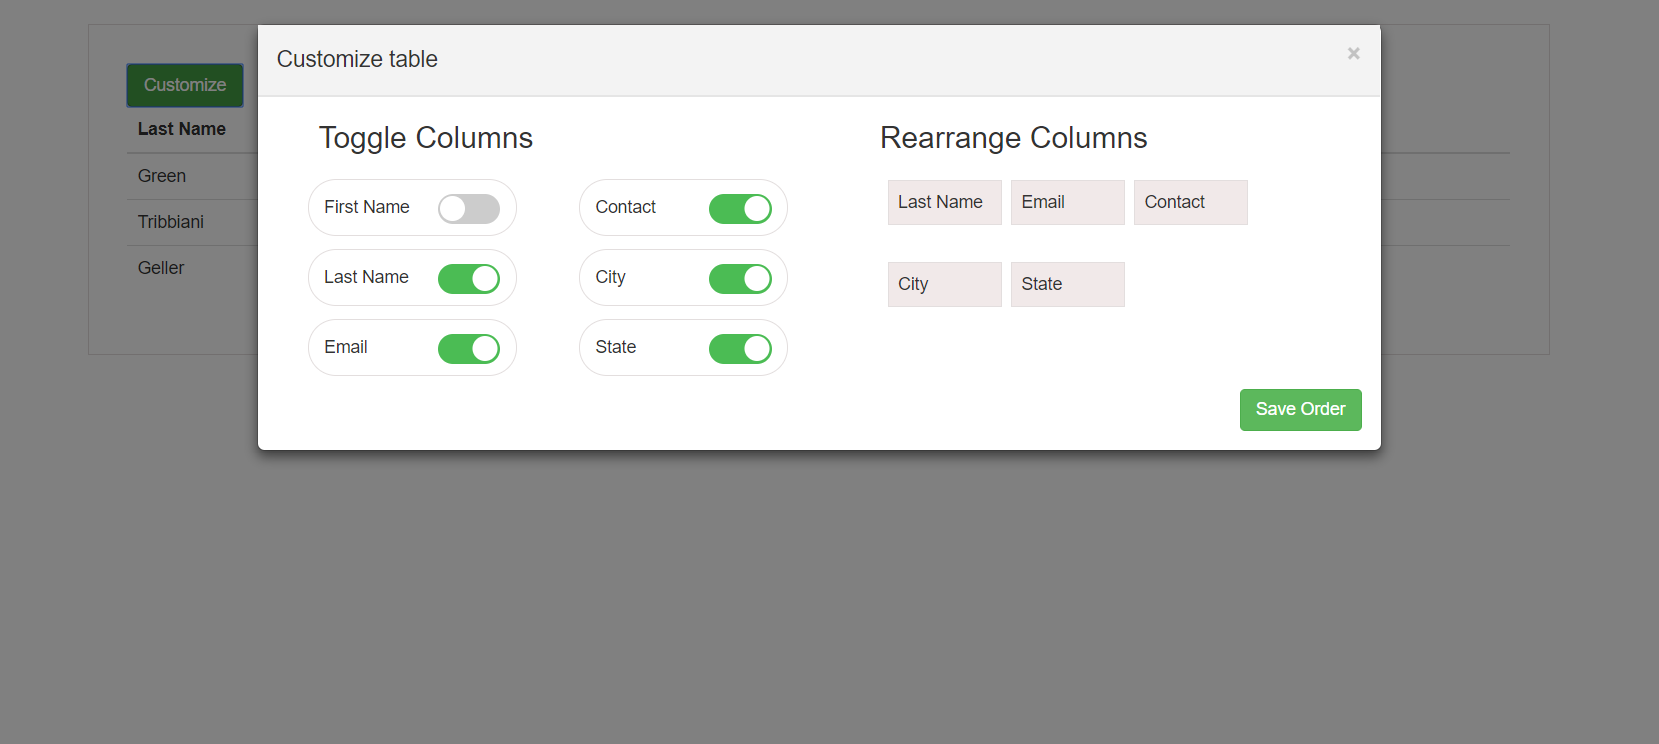 Customize table
×
Customize
Last Name
Green
Tribbiani
Geller
Toggle Columns
First Name
Contact
Last Name
City
Email
State
Rearrange Columns
Last Name Email Contact
City State
Save Order